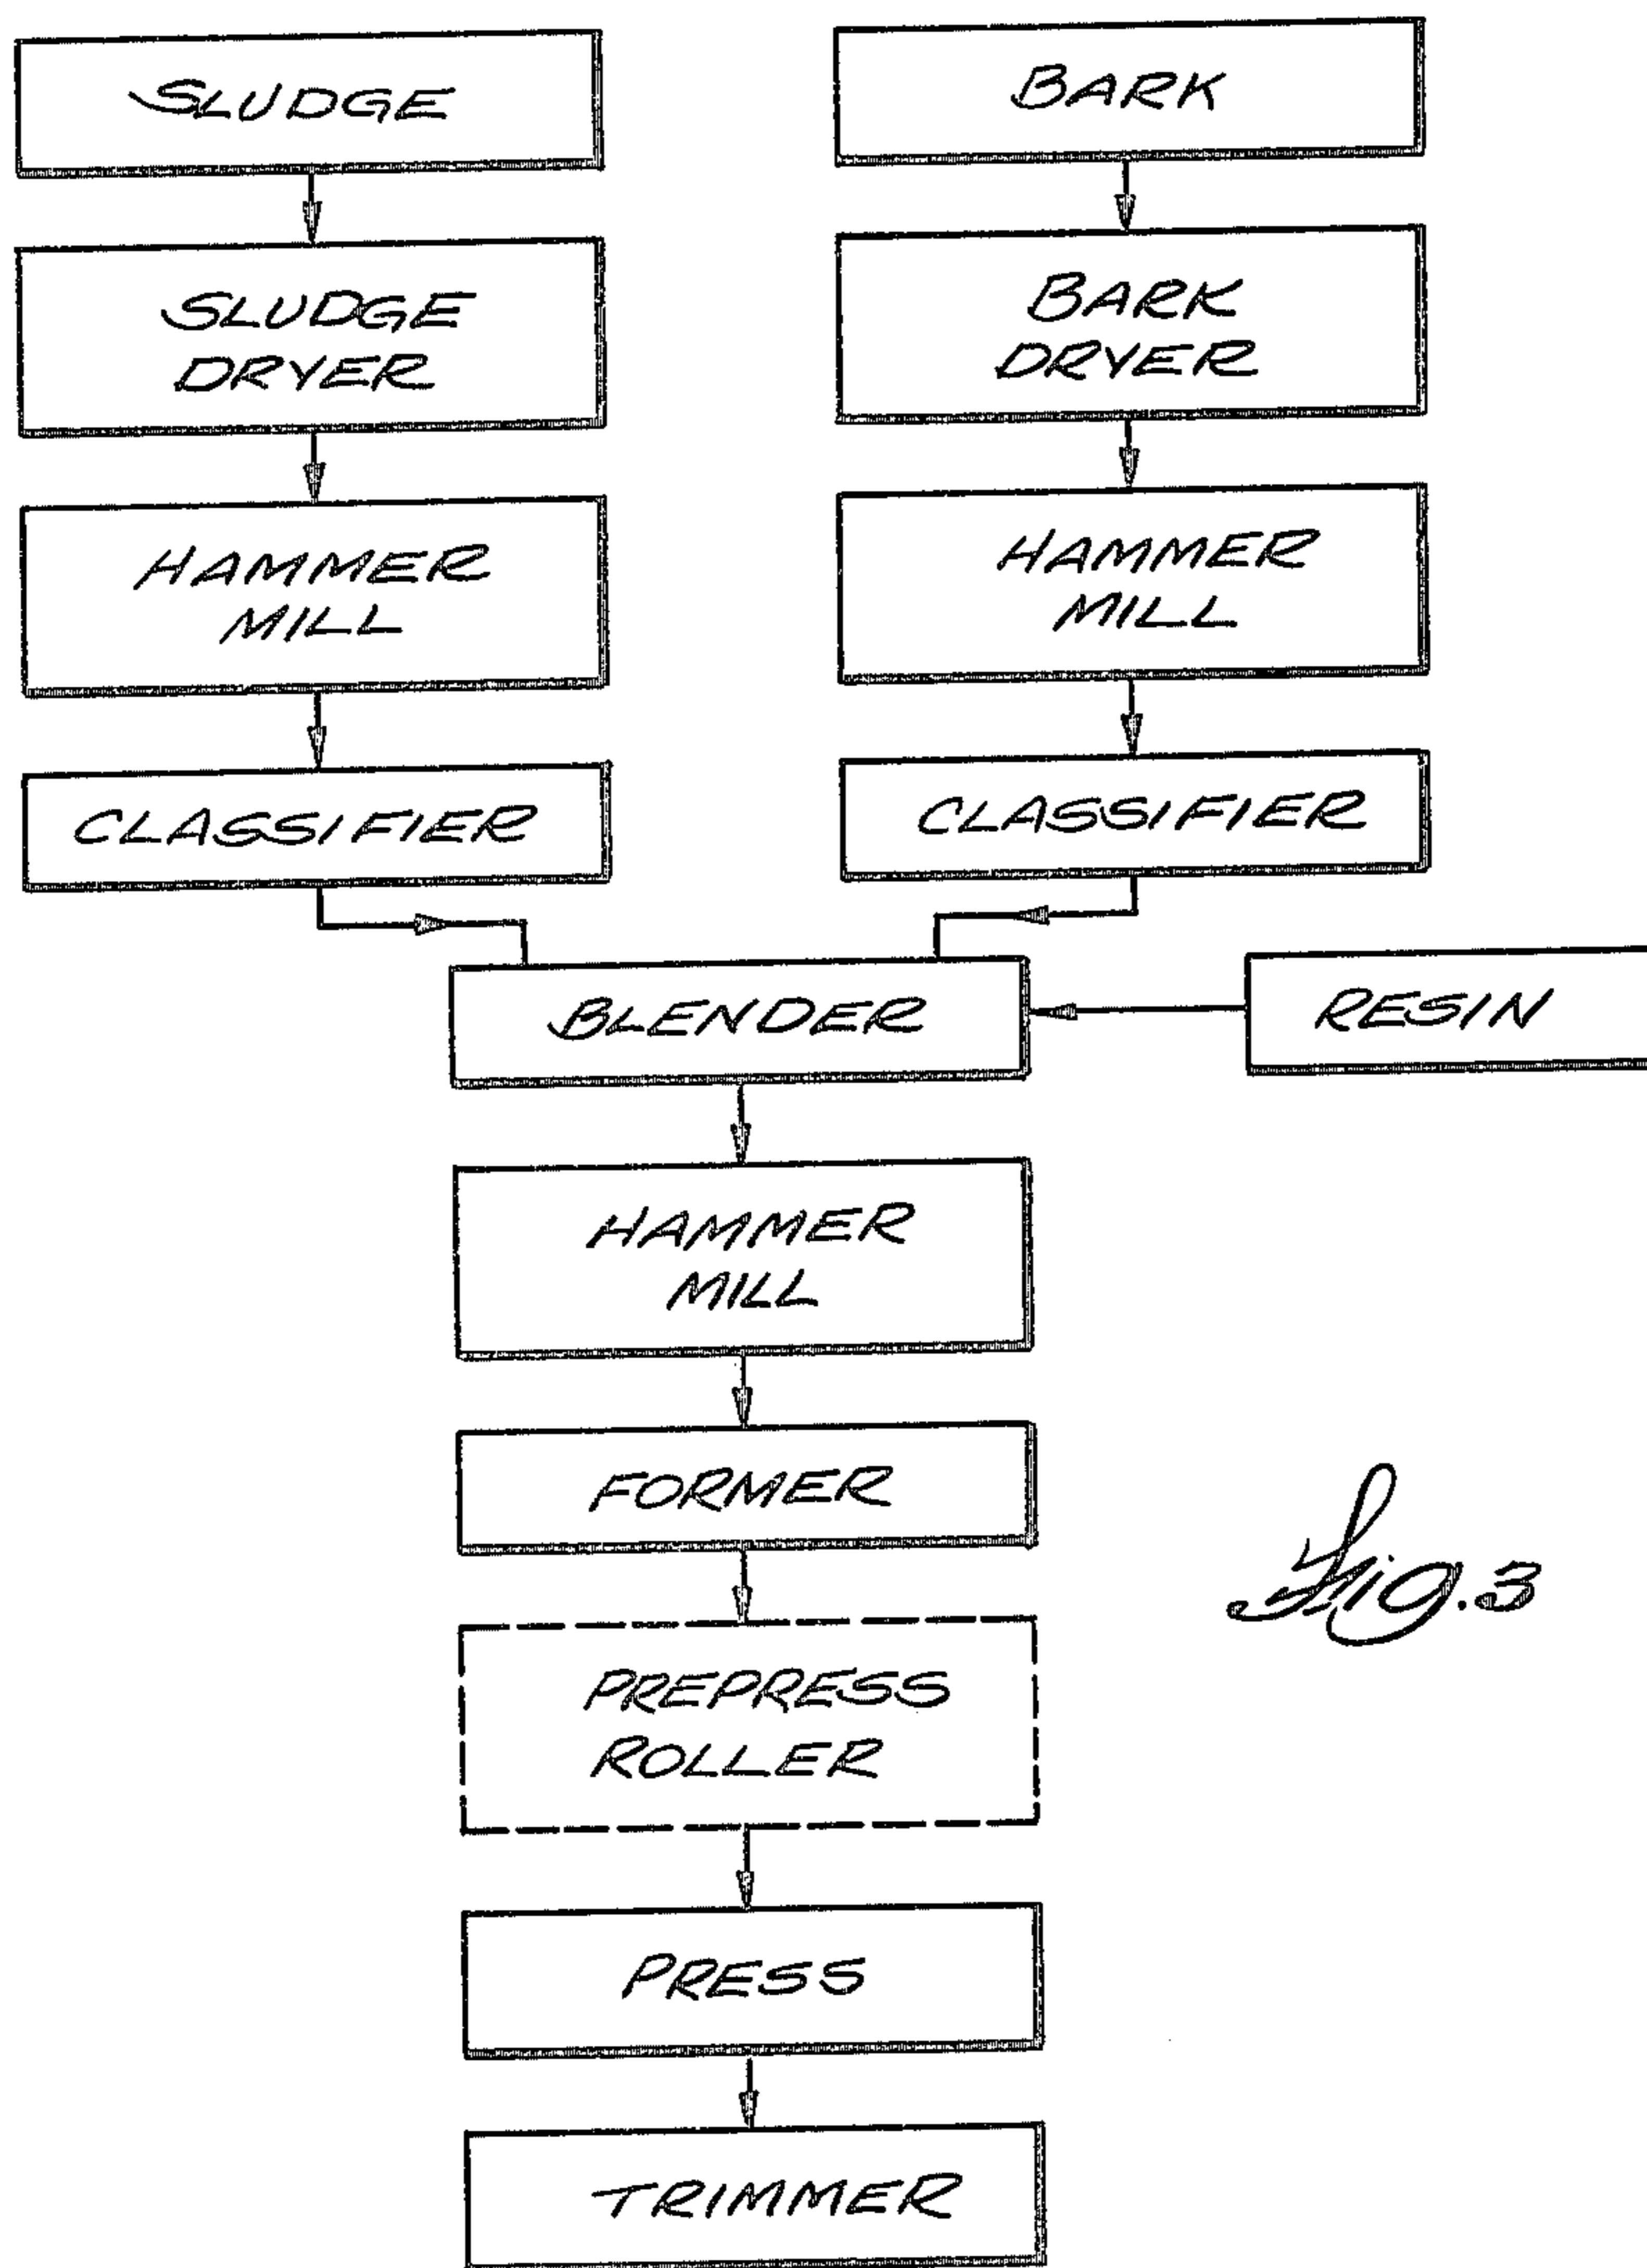 SLUDGE
BARK
SLUDGE
DRYER
BARK
DRYER
HAMMER
MILL
HAMMER
MILL
CLASSIFIER
CLASSIFIER
BLENDER
RESIN
HAMMER
MILL
FORMER
Fig. 3
PREPRESS
ROLLER
PRESS
TRIMMER